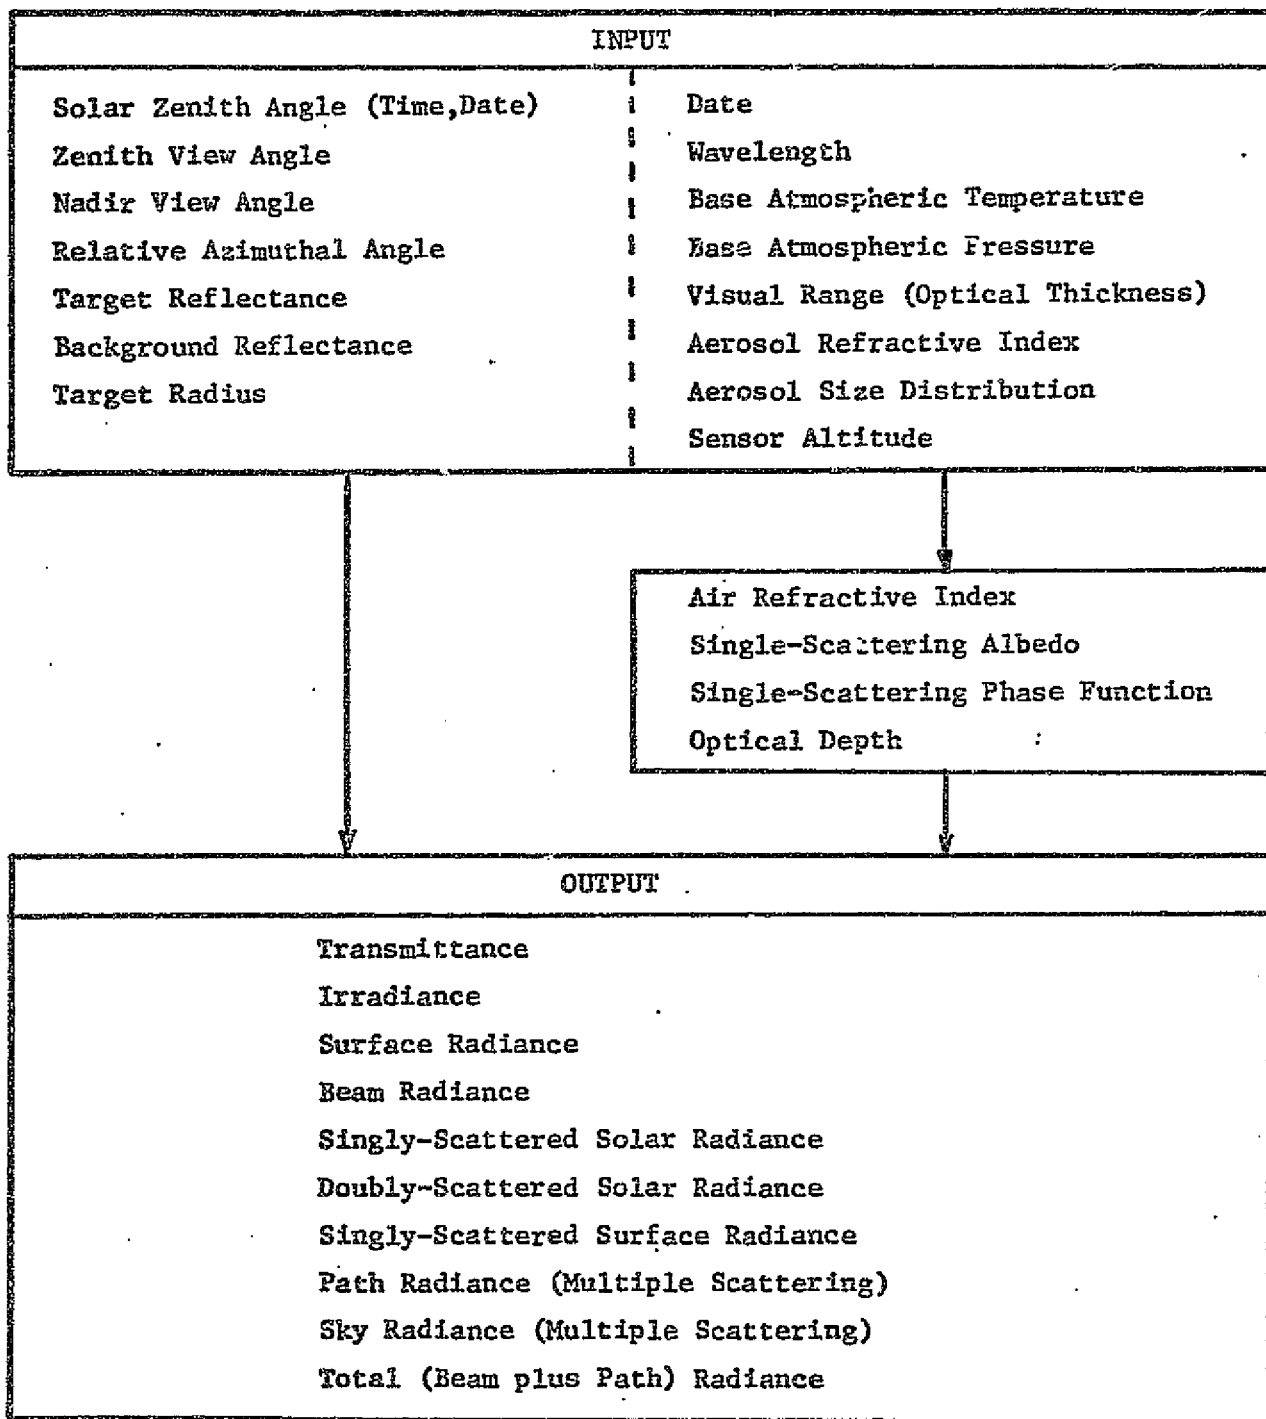 INPUT
Solar Zenith Angle (Time,Date)
Zenith View Angle
Nadir View Angle
Relative Azimuthal Angle
Target Reflectance
Background Reflectance
Target Radius
Date
Wavelength
Base Atmospheric Temperature
Base Atmospheric Pressure
Visual Range (Optical Thickness)
Aerosol Refractive Index
Aerosol Size Distribution
Sensor Altitude
Air Refractive Index
Single-Scattering Albedo
Single-Scattering Phase Function
Optical Depth
OUTPUT
Transmittance
Irradiance
Surface Radiance
Beam Radiance
Singly-Scattered Solar Radiance
Doubly-Scattered Solar Radiance
Singly-Scattered Surface Radiance
Path Radiance (Multiple Scattering)
Sky Radiance (Multiple Scattering)
Total (Beam plus Path) Radiance